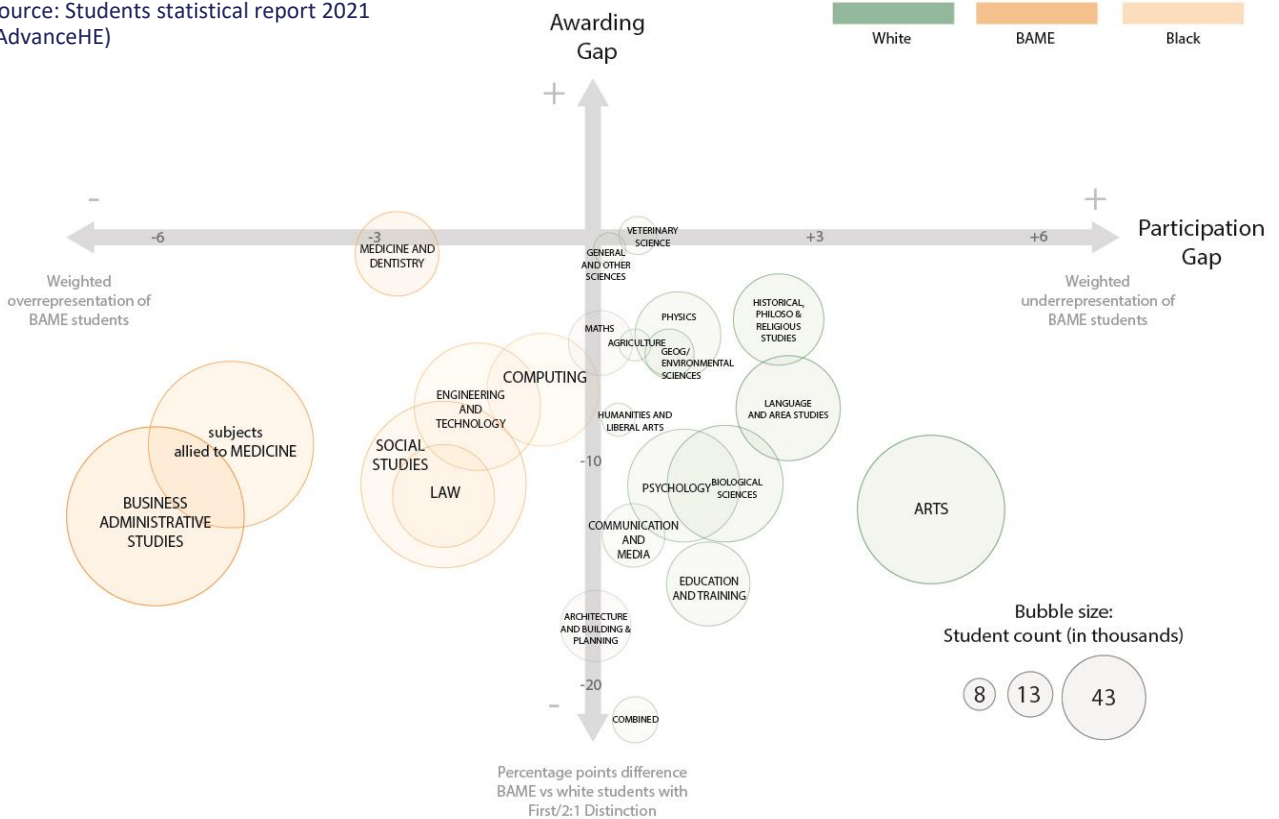 ource: Students statistical report 2021
AdvanceHE)
Awarding
Gap
White
BAME
Black
+
-
+
-6
-3
+3
+6
Participation
Gap
Weighted
overrepresentation of
BAME students
Weighted
underrepresentation of
BAME students
MEDICINE AND
DENTISTRY
VETERINARY
SCIENCE
GENERAL
AND OTHER
SCIENCES
HISTORICAL,
PHILOSO &
RELIGIOUS
STUDIES
PHYSICS
MATHS
AGRICULTURE
GEOG/
ENVIRONMENTAL
SCIENCES
COMPUTING
ENGINEERING
AND
TECHNOLOGY
LANGUAGE
AND AREA STUDIES
HUMANITIES AND
LIBERAL ARTS
subjects
allied to MEDICINE
SOCIAL
STUDIES
-10
LAW
PSYCHOLOGY
BIOLOGICAL
SCIENCES
BUSINESS
ADMINISTRATIVE
STUDIES
ARTS
COMMUNICATION
AND
MEDIA
EDUCATION
AND TRAINING
ARCHITECTURE
AND BUILDING &
PLANNING
Bubble size:
Student count (in thousands)
8
13
43
-20
-
COMBINED
Percentage points difference
BAME vs white students with
First/2:1 Distinction